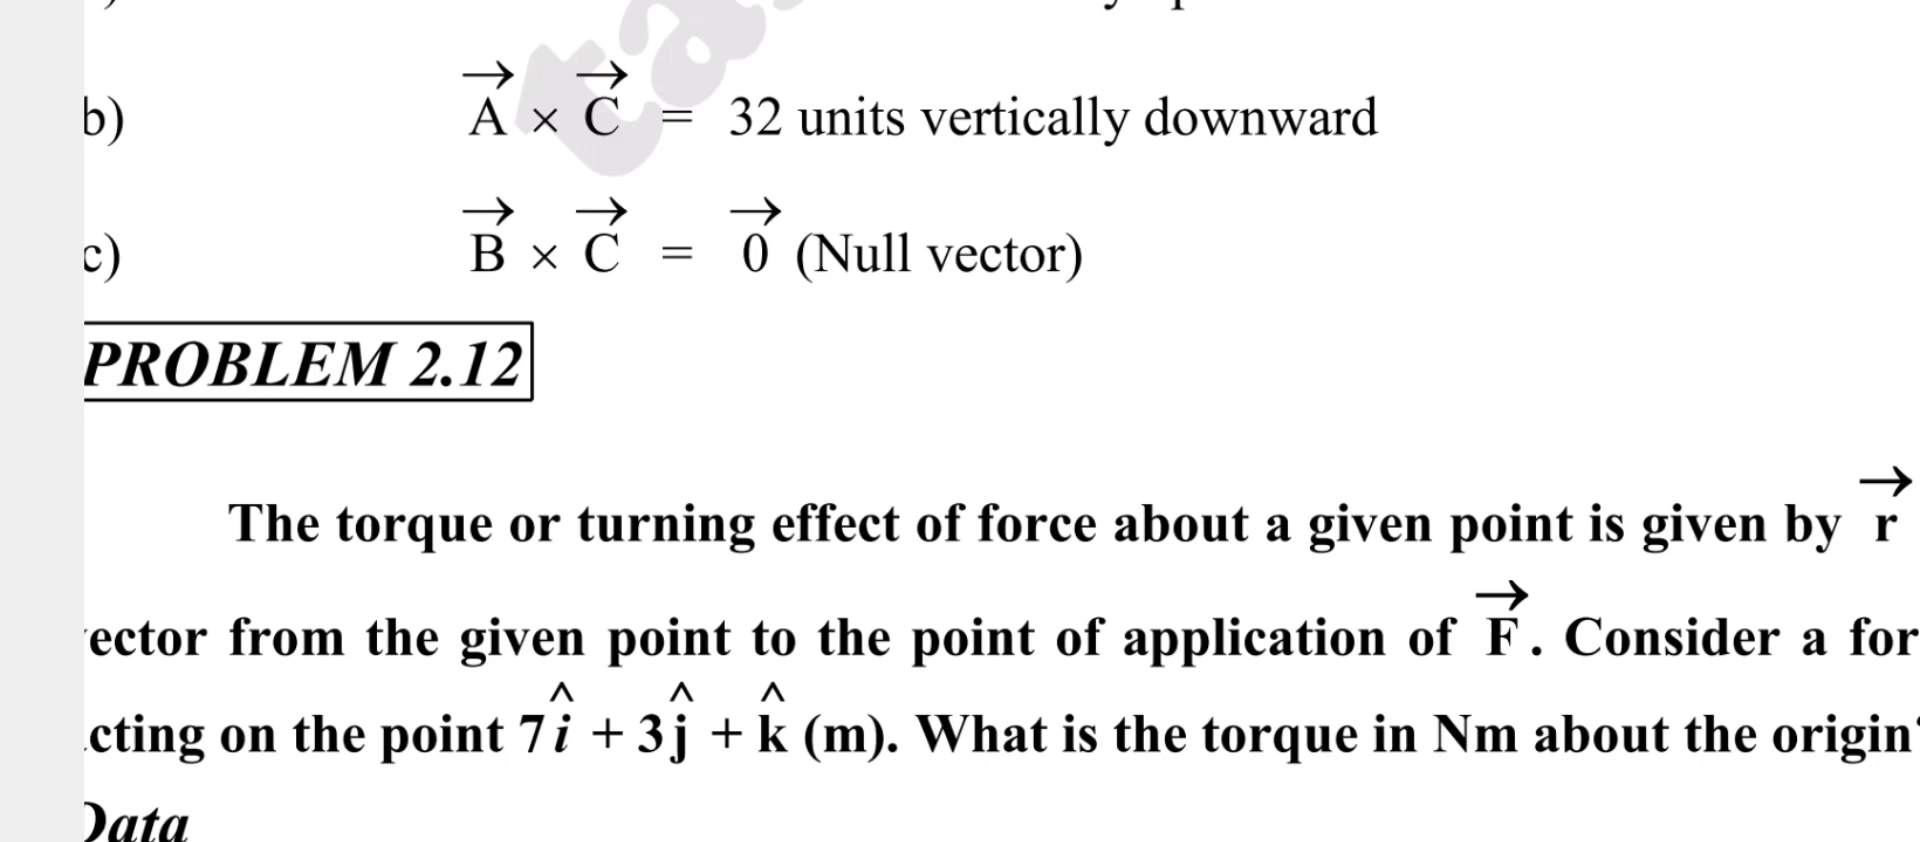 b) A⃗ × C⃗ = 32 units vertically downward
c) B⃗ × C⃗ = 0⃗ (Null vector)
PROBLEM 2.12
The torque or turning effect of force about a given point is given by r⃗
ector from the given point to the point of application of F⃗. Consider a for
cting on the point 7î + 3ĵ + k̂ (m). What is the torque in Nm about the origin
Data